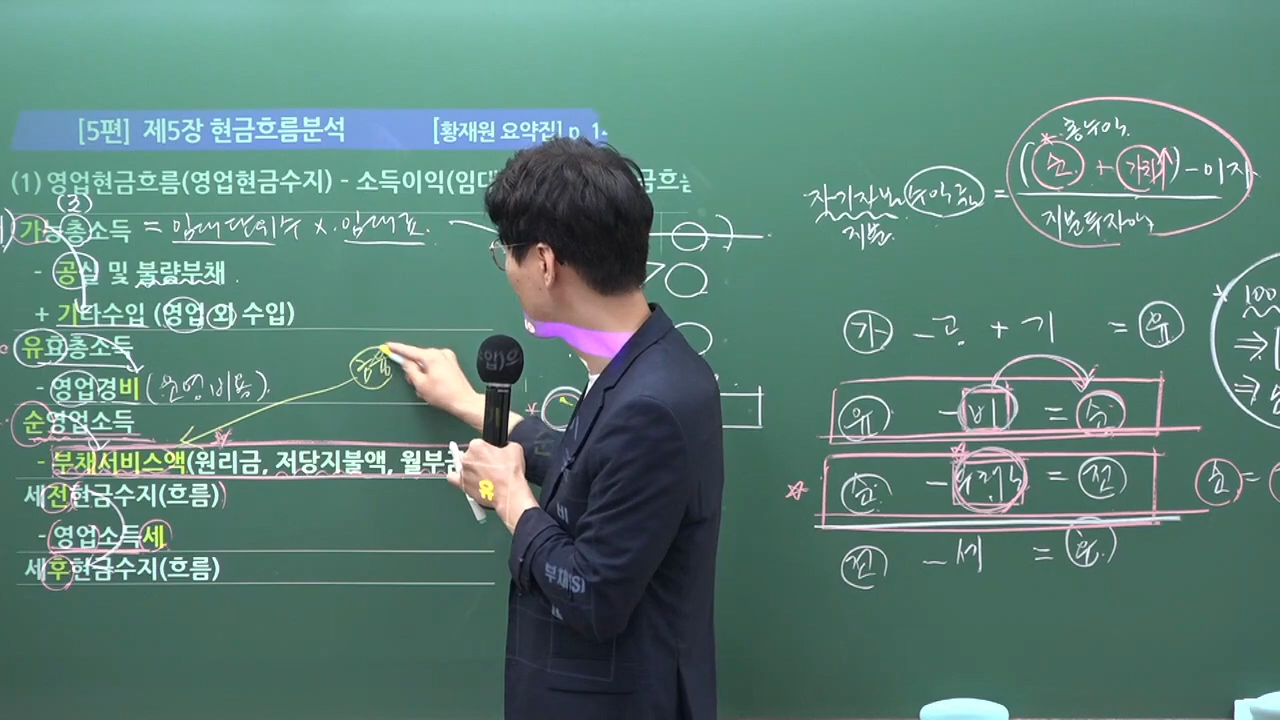 [5편] 제5장 현금흐름분석 [황재원 요약집] p.
(1) 영업현금흐름(영업현금수지) - 소득이익(임대
(3)
가능총소득 = 임대단위수 × 임대료
- 공실 및 불량부채
+ 기타수입 (영업 외 수입)
유효총소득
- 영업경비 (운영비용)
순영업소득
- 부채서비스액(원리금, 저당지불액, 월부금
세전현금수지(흐름)
- 영업소득세
세후현금수지(흐름)
유
비
부채(S)
총수익
자기자본수익률 = (순 + 가치↑) - 이자
지분 지분투자액
가 - 공 + 기 = 유
유 - 비 = 순
순 - = 전
전 - 세 = 후
순 =
100
⇒
⇒